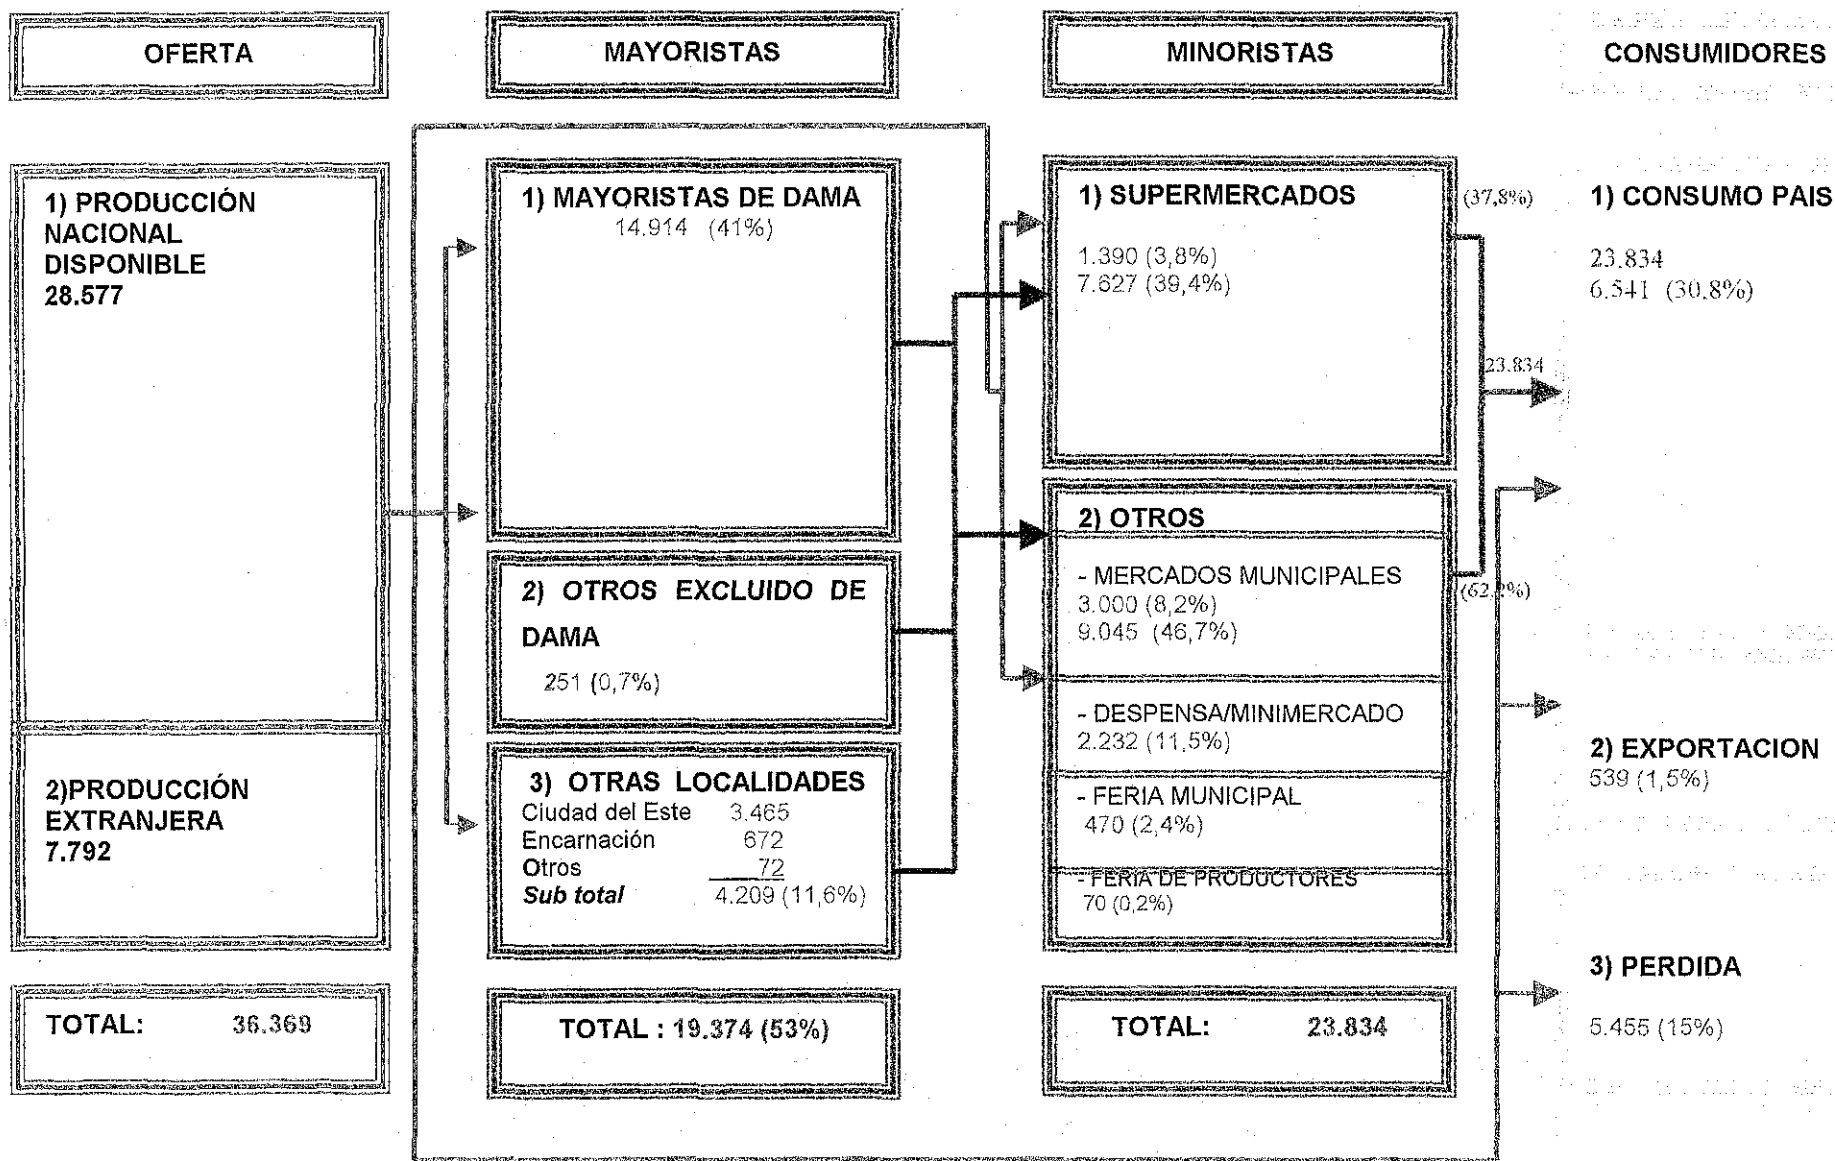 OFERTA
MAYORISTAS
MINORISTAS
CONSUMIDORES
1) PRODUCCIÓN
NACIONAL
DISPONIBLE
28.577
2)PRODUCCIÓN
EXTRANJERA
7.792
TOTAL: 36.369
1) MAYORISTAS DE DAMA
14.914 (41%)
2) OTROS EXCLUIDO DE
DAMA
251 (0,7%)
3) OTRAS LOCALIDADES
Ciudad del Este 3.465
Encarnación 672
Otros 72
Sub total 4.209 (11,6%)
TOTAL : 19.374 (53%)
1) SUPERMERCADOS
1.390 (3,8%)
7.627 (39,4%)
2) OTROS
- MERCADOS MUNICIPALES
3.000 (8,2%)
9.045 (46,7%)
- DESPENSA/MINIMERCADO
2.232 (11,5%)
- FERIA MUNICIPAL
470 (2,4%)
- FERIA DE PRODUCTORES
70 (0,2%)
TOTAL: 23.834
(37,8%)
23.834
(62,2%)
1) CONSUMO PAIS
23.834
6.541 (30,8%)
2) EXPORTACION
539 (1,5%)
3) PERDIDA
5.455 (15%)